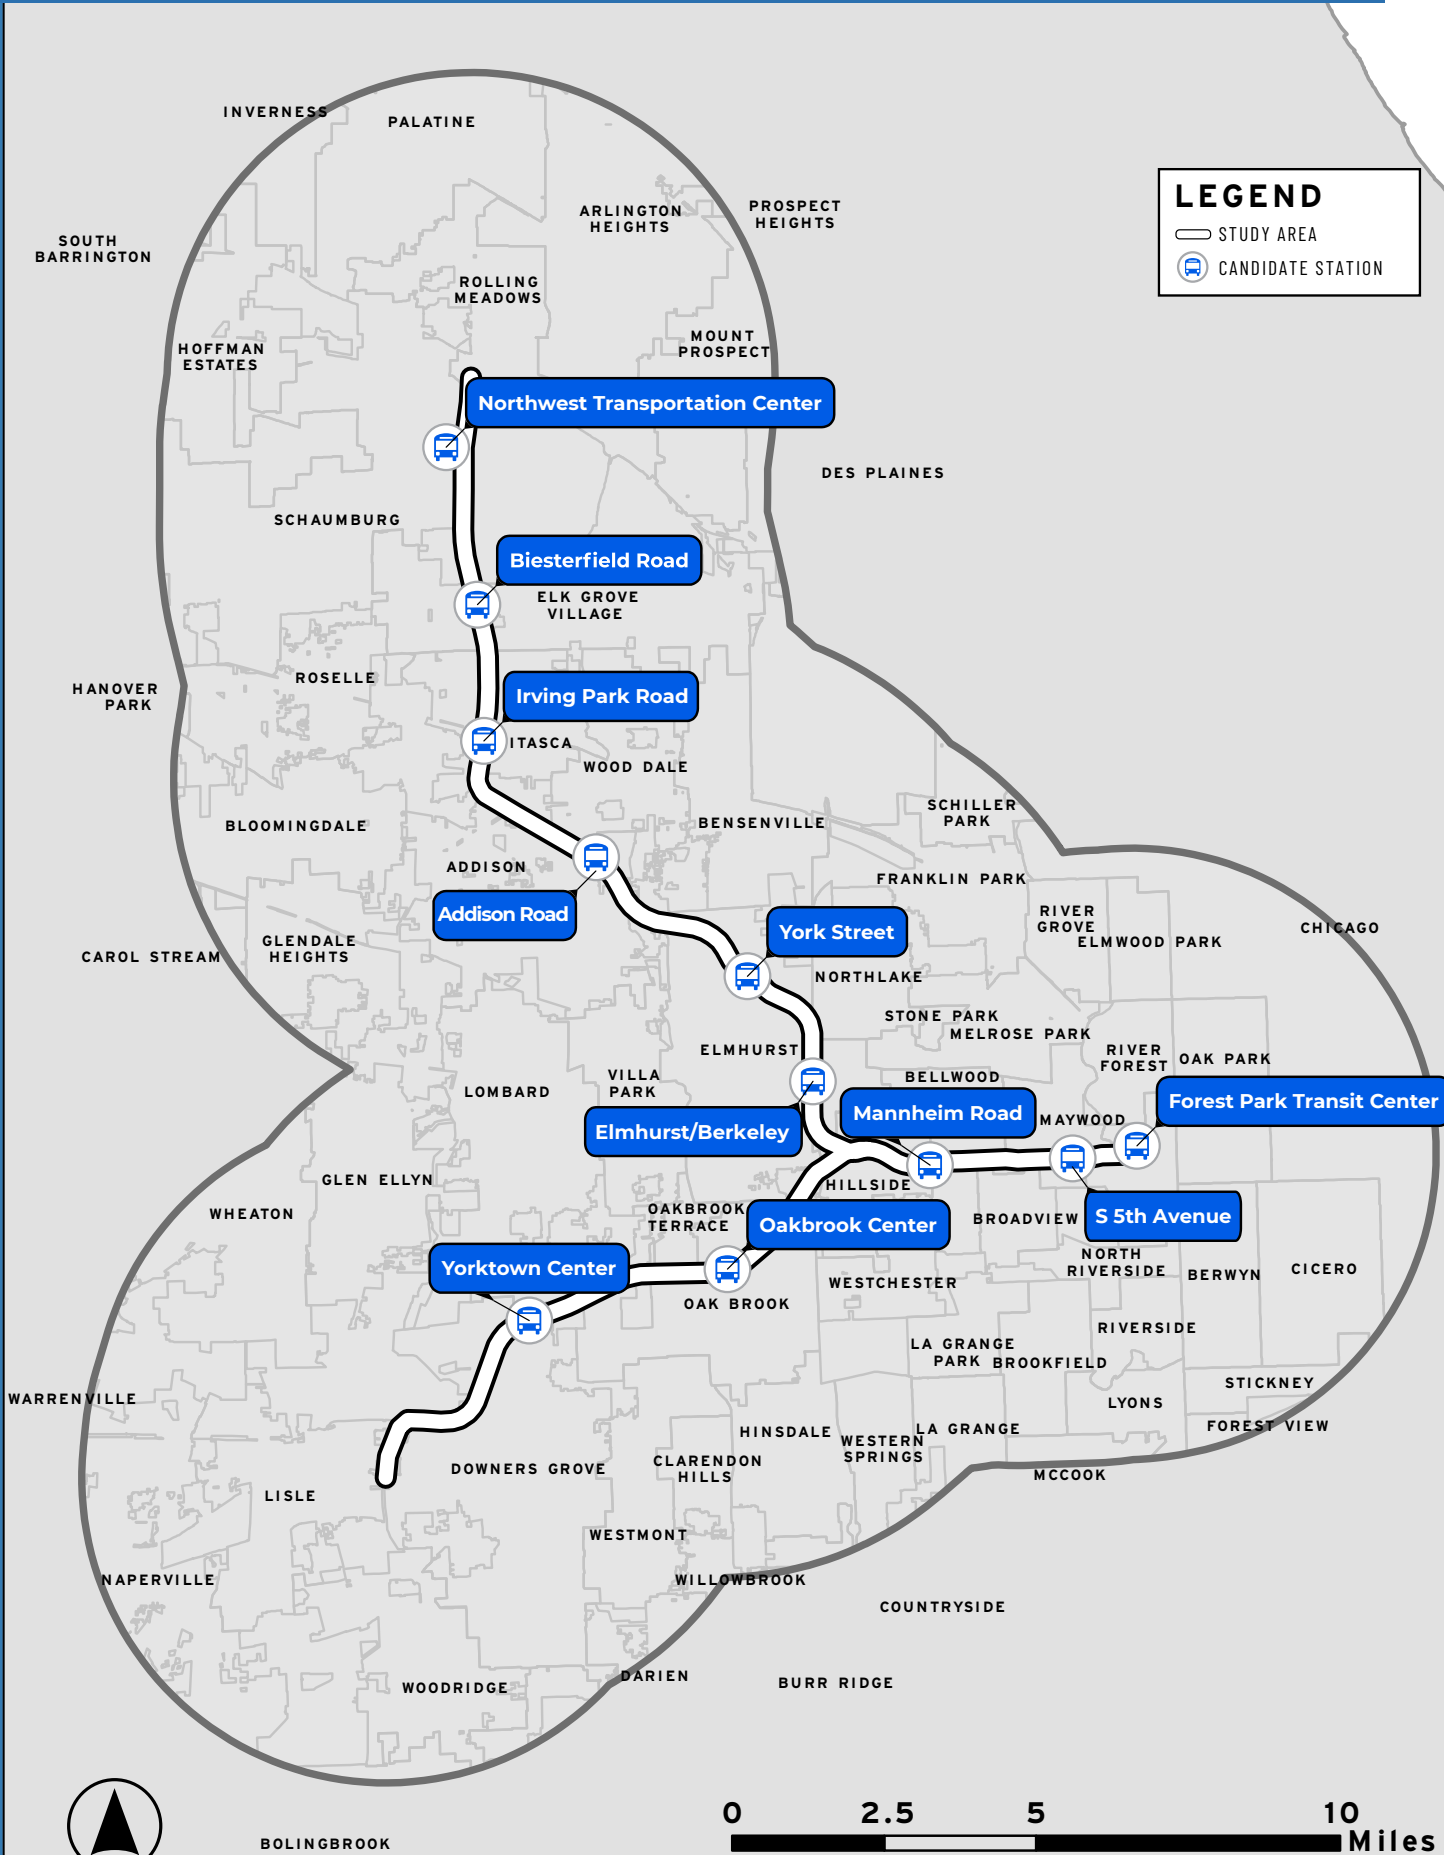 INVERNESS
PALATINE
LEGEND
STUDY AREA
CANDIDATE STATION
ARLINGTON
HEIGHTS
PROSPECT
HEIGHTS
SOUTH
BARRINGTON
ROLLING
MEADOWS
HOFFMAN
ESTATES
MOUNT
PROSPECT
Northwest Transportation Center
DES PLAINES
SCHAUMBURG
Biesterfield Road
ELK GROVE
VILLAGE
HANOVER
PARK
ROSELLE
Irving Park Road
ITASCA
WOOD DALE
BLOOMINGDALE
BENSENVILLE
SCHILLER
PARK
ADDISON
Addison Road
FRANKLIN PARK
RIVER
GROVE
ELMWOOD PARK
CHICAGO
York Street
CAROL STREAM
GLENDALE
HEIGHTS
NORTHLAKE
STONE PARK
MELROSE PARK
ELMHURST
RIVER
FOREST
OAK PARK
LOMBARD
VILLA
PARK
BELLWOOD
Forest Park Transit Center
Mannheim Road
MAYWOOD
Elmhurst/Berkeley
GLEN ELLYN
HILLSIDE
WHEATON
OAKBROOK
TERRACE
Oakbrook Center
BROADVIEW
S 5th Avenue
Yorktown Center
NORTH
RIVERSIDE
BERWYN
CICERO
WESTCHESTER
OAK BROOK
RIVERSIDE
LA GRANGE
PARK
BROOKFIELD
STICKNEY
WARRENVILLE
LYONS
FOREST VIEW
HINSDALE
WESTERN
SPRINGS
LA GRANGE
DOWNERS GROVE
CLARENDON
HILLS
MCCOOK
LISLE
WESTMONT
NAPERVILLE
WILLOWBROOK
COUNTRYSIDE
DARIEN
BURR RIDGE
WOODRIDGE
BOLINGBROOK
0 2.5 5 10
Miles